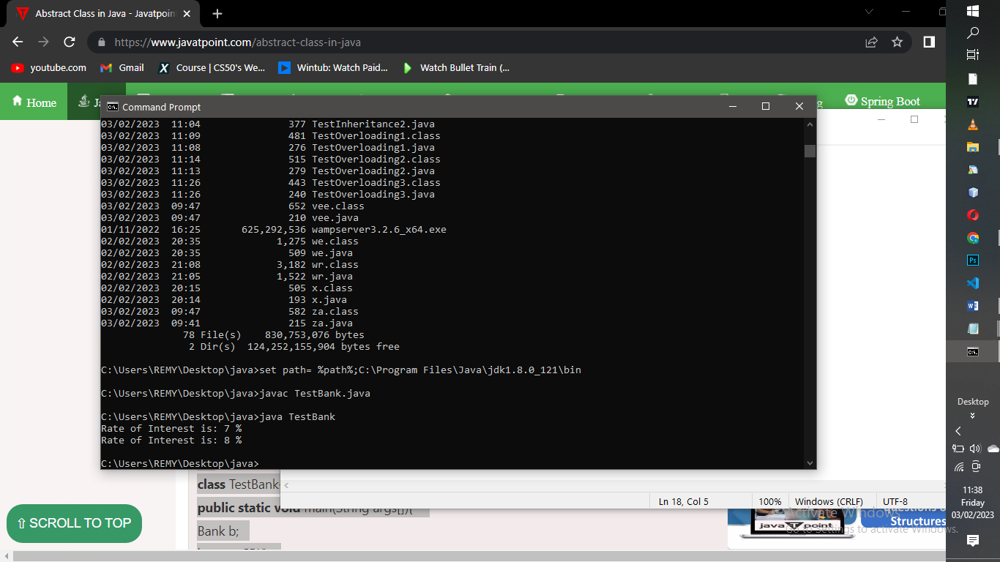 Abstract Class in Java - Javatpoin
https://www.javatpoint.com/abstract-class-in-java
youtube.com
Gmail
Course | CS50's We...
Wintub: Watch Paid...
Watch Bullet Train (...
Home
Spring Boot
Command Prompt
03/02/2023  11:04               377 TestInheritance2.java
03/02/2023  11:09               481 TestOverloading1.class
03/02/2023  11:08               276 TestOverloading1.java
03/02/2023  11:14               515 TestOverloading2.class
03/02/2023  11:13               279 TestOverloading2.java
03/02/2023  11:26               443 TestOverloading3.class
03/02/2023  11:26               240 TestOverloading3.java
03/02/2023  09:47               652 vee.class
03/02/2023  09:47               210 vee.java
01/11/2022  16:25       625,292,536 wampserver3.2.6_x64.exe
02/02/2023  20:35             1,275 we.class
02/02/2023  20:35               509 we.java
02/02/2023  21:08             3,182 wr.class
02/02/2023  21:05             1,522 wr.java
02/02/2023  20:15               505 x.class
02/02/2023  20:14               193 x.java
03/02/2023  09:47               582 za.class
03/02/2023  09:41               215 za.java
78 File(s)    830,753,076 bytes
2 Dir(s)  124,252,155,904 bytes free
C:\Users\REMY\Desktop\java>set path= %path%;C:\Program Files\Java\jdk1.8.0_121\bin
C:\Users\REMY\Desktop\java>javac TestBank.java
C:\Users\REMY\Desktop\java>java TestBank
Rate of Interest is: 7 %
Rate of Interest is: 8 %
C:\Users\REMY\Desktop\java>
class TestBank
public static void main(String args[]){
Bank b;
Ln 18, Col 5
100%
Windows (CRLF)
UTF-8
⇧ SCROLL TO TOP
java point
Structures
Activate Windows
Go to Settings to activate Windows.
Ps
Desktop
11:38
Friday
03/02/2023